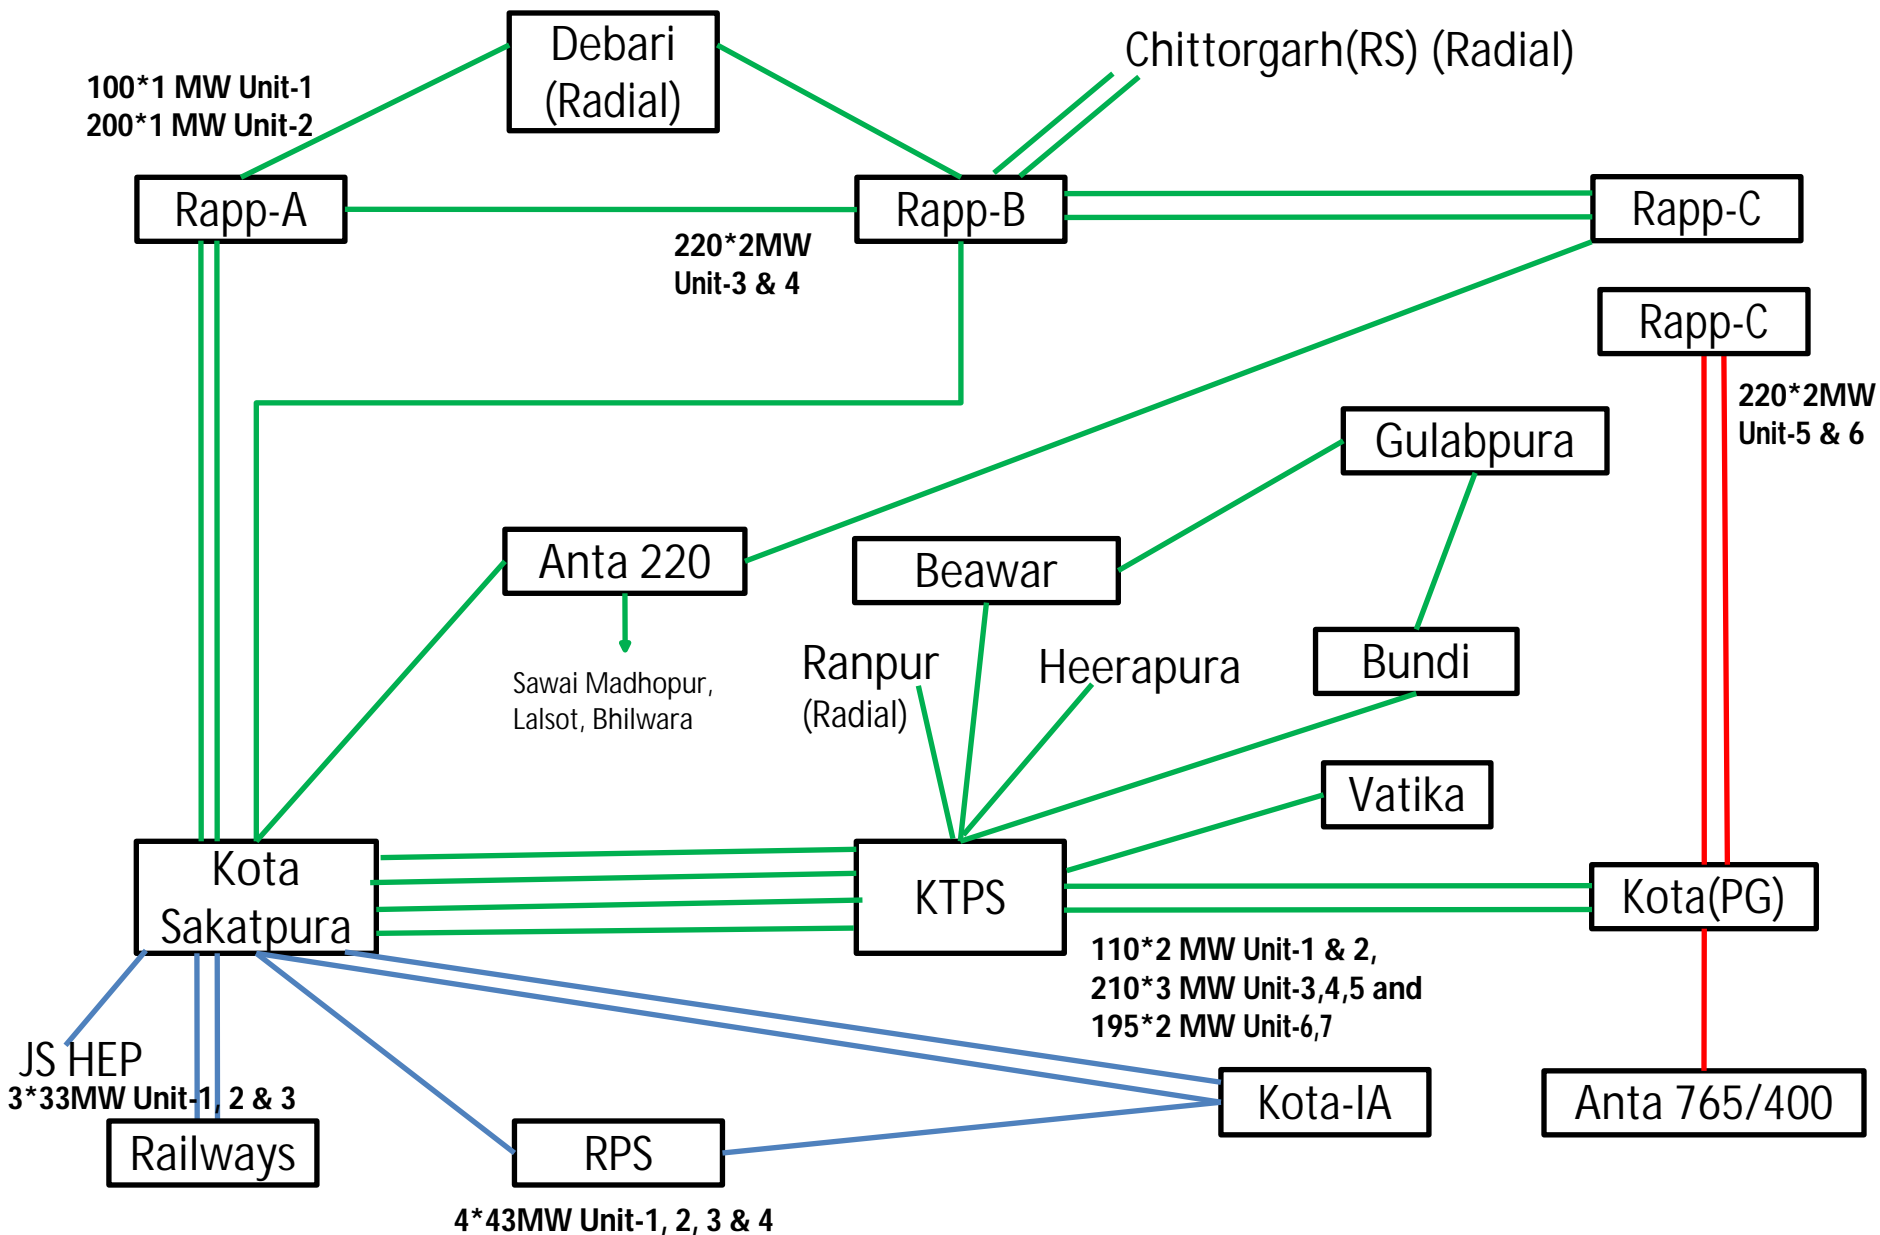 Debari
(Radial)
Chittorgarh(RS) (Radial)
100*1 MW Unit-1
200*1 MW Unit-2
Rapp-A
Rapp-B
Rapp-C
220*2MW
Unit-3 & 4
Rapp-C
220*2MW
Unit-5 & 6
Gulabpura
Anta 220
Beawar
Sawai Madhopur,
Lalsot, Bhilwara
Ranpur
(Radial)
Heerapura
Bundi
Vatika
Kota
Sakatpura
KTPS
Kota(PG)
110*2 MW Unit-1 & 2,
210*3 MW Unit-3,4,5 and
195*2 MW Unit-6,7
JS HEP
3*33MW Unit-1, 2 & 3
Railways
RPS
4*43MW Unit-1, 2, 3 & 4
Kota-IA
Anta 765/400